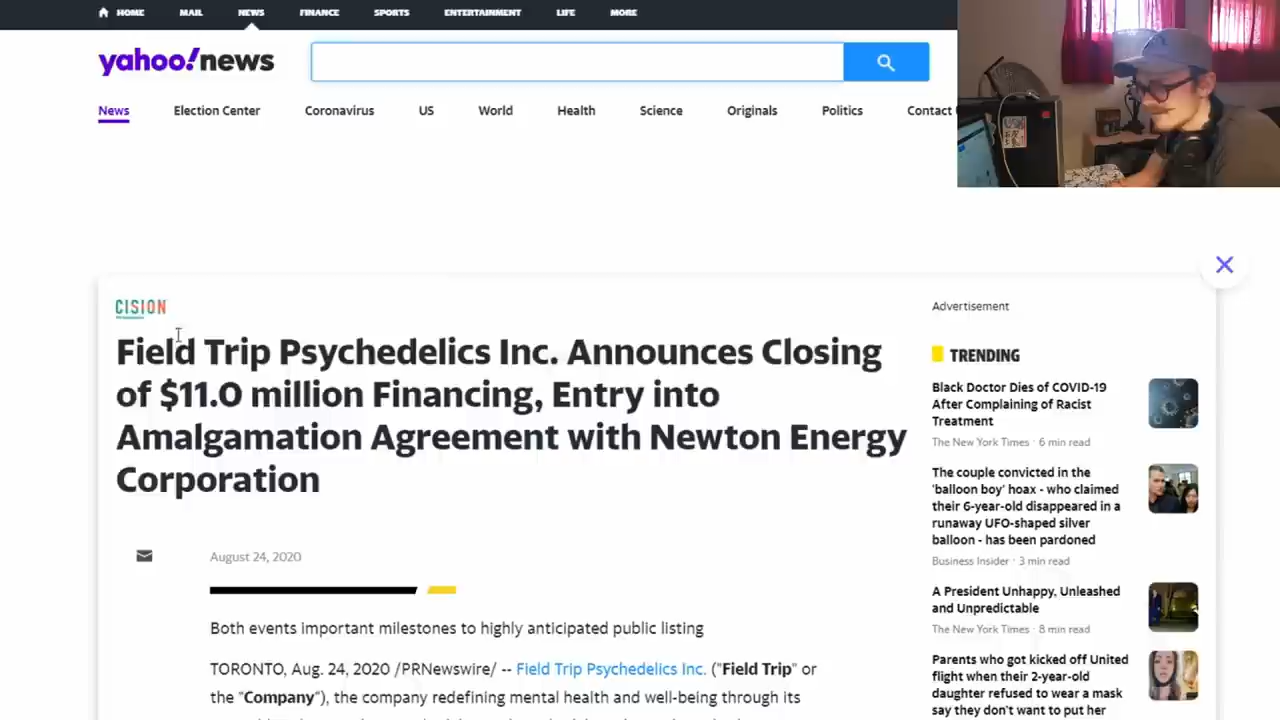 HOME MAIL NEWS FINANCE SPORTS ENTERTAINMENT LIFE MORE
yahoo!news
News Election Center Coronavirus US World Health Science Originals Politics Contact
CISION
Field Trip Psychedelics Inc. Announces Closing
of $11.0 million Financing, Entry into
Amalgamation Agreement with Newton Energy
Corporation
August 24, 2020
Both events important milestones to highly anticipated public listing
TORONTO, Aug. 24, 2020 /PRNewswire/ -- Field Trip Psychedelics Inc. ("Field Trip" or
the "Company"), the company redefining mental health and well-being through its
Advertisement
TRENDING
Black Doctor Dies of COVID-19
After Complaining of Racist
Treatment
The New York Times · 6 min read
The couple convicted in the
'balloon boy' hoax - who claimed
their 6-year-old disappeared in a
runaway UFO-shaped silver
balloon - has been pardoned
Business Insider · 3 min read
A President Unhappy, Unleashed
and Unpredictable
The New York Times · 8 min read
Parents who got kicked off United
flight when their 2-year-old
daughter refused to wear a mask
say they don't want to put her